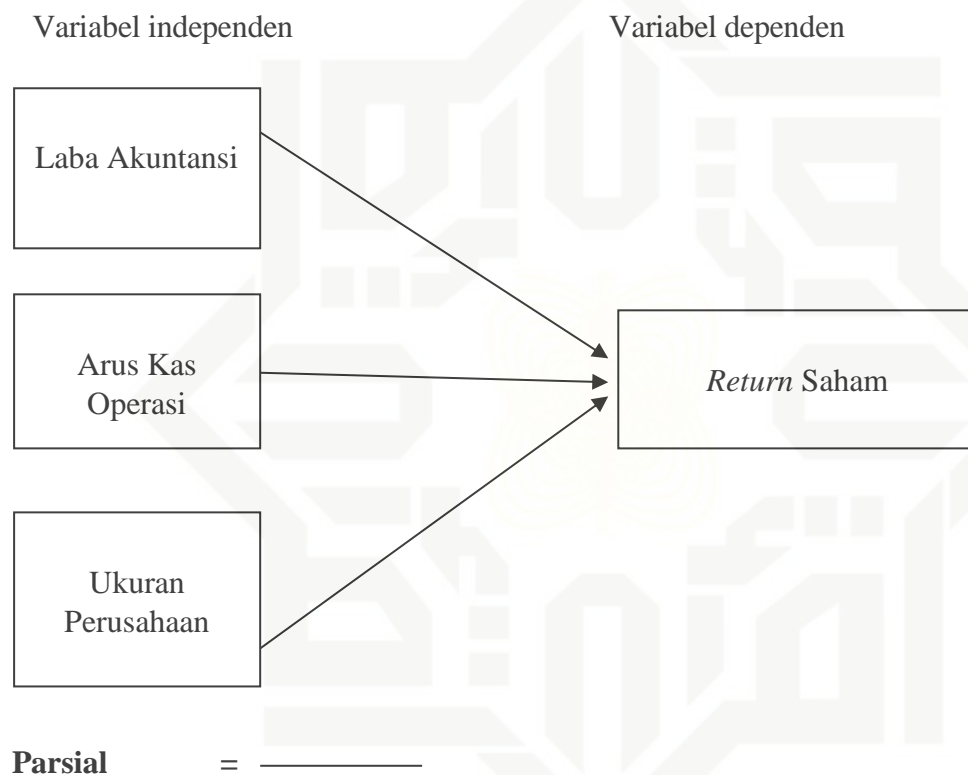 Variabel independen
Variabel dependen
Laba Akuntansi
Arus Kas
Operasi
Return Saham
Ukuran
Perusahaan
Parsial =